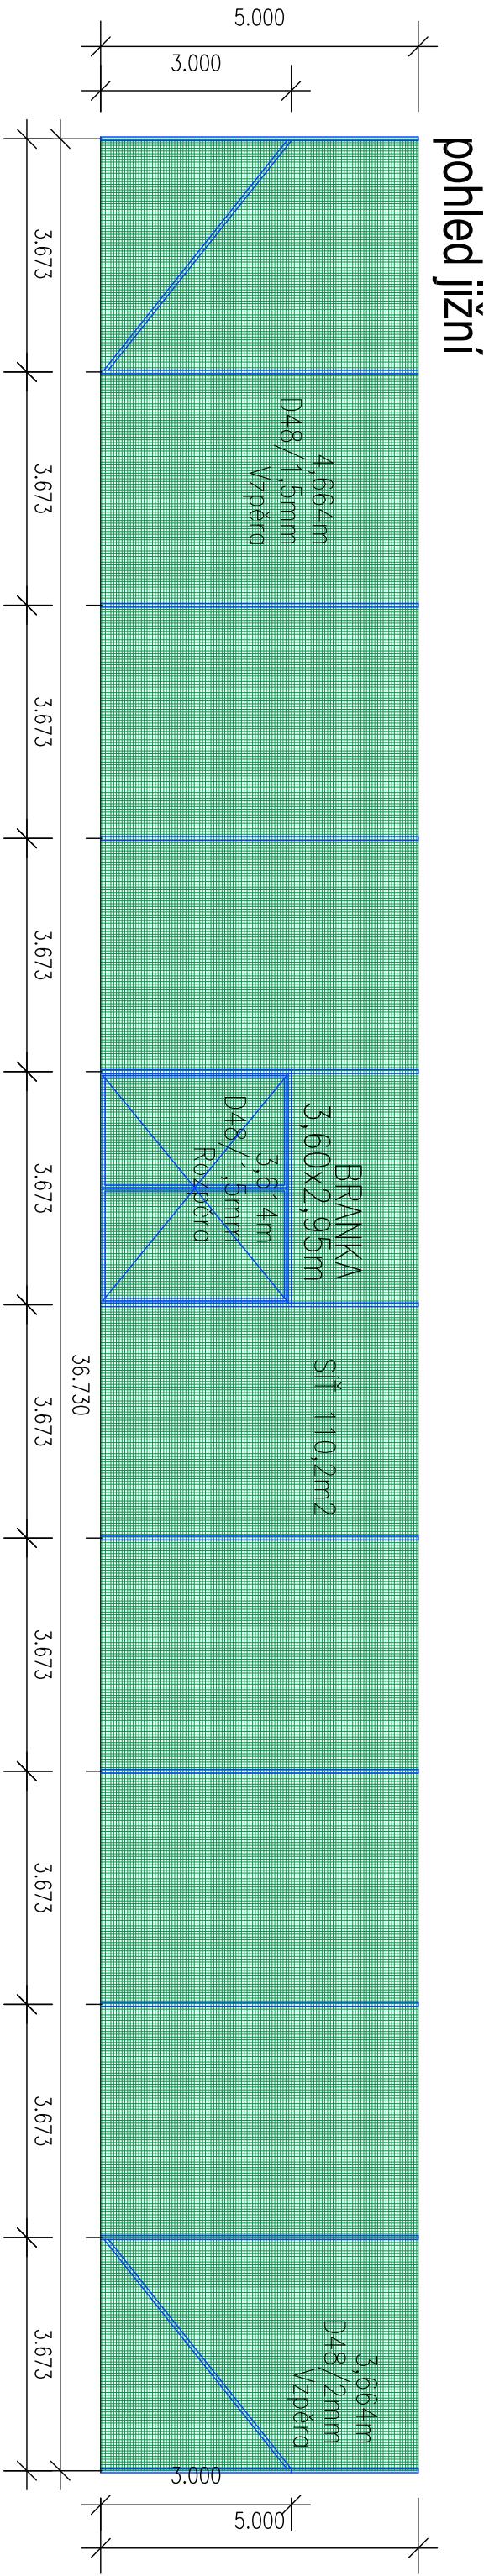 pohled jižní
5.000
3.000
4,664m
D48/1,5mm
Vzpěra
BRANKA
3,60x2,95m
3,614m
D48/1,5mm
Rozpěra
SÍŤ 110,2m2
3,664m
D48/2mm
Vzpěra
3.000
5.000
36.730
3.673
3.673
3.673
3.673
3.673
3.673
3.673
3.673
3.673
3.673